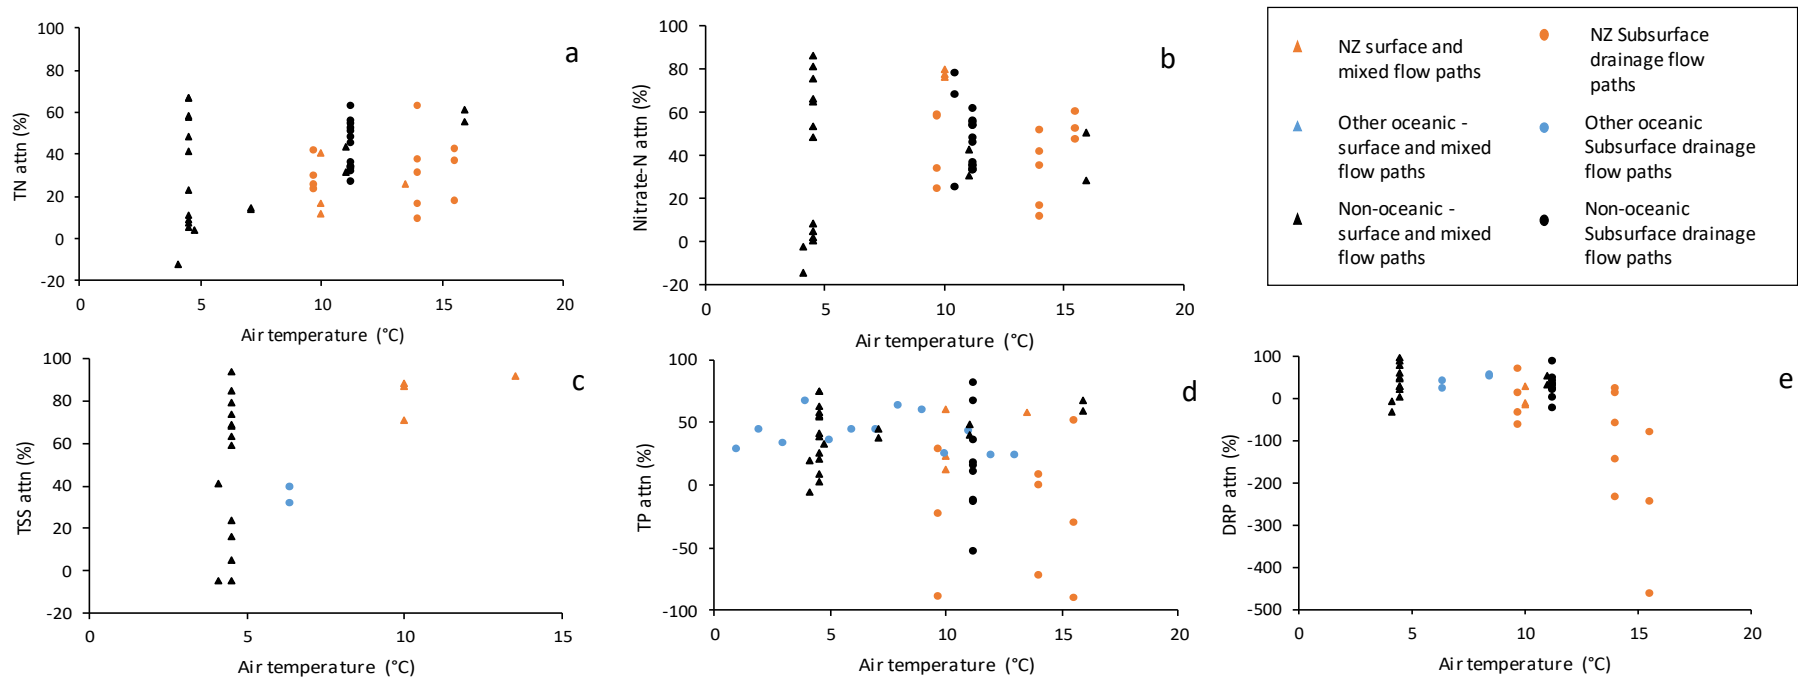 a
TN attn (%)
100
80
60
40
20
0
-20
0
5
10
15
20
Air temperature (°C)
b
Nitrate-N attn (%)
100
80
60
40
20
0
-20
0
5
10
15
20
Air temperature (°C)
NZ surface and
mixed flow paths
NZ Subsurface
drainage flow
paths
Other oceanic -
surface and mixed
flow paths
Other oceanic
Subsurface drainage
flow paths
Non-oceanic -
surface and mixed
flow paths
Non-oceanic
Subsurface drainage
flow paths
c
TSS attn (%)
100
80
60
40
20
0
-20
0
5
10
15
Air temperature (°C)
d
TP attn (%)
100
50
0
-50
-100
0
5
10
15
20
Air temperature (°C)
e
DRP attn (%)
100
0
-100
-200
-300
-400
-500
0
5
10
15
20
Air temperature (°C)